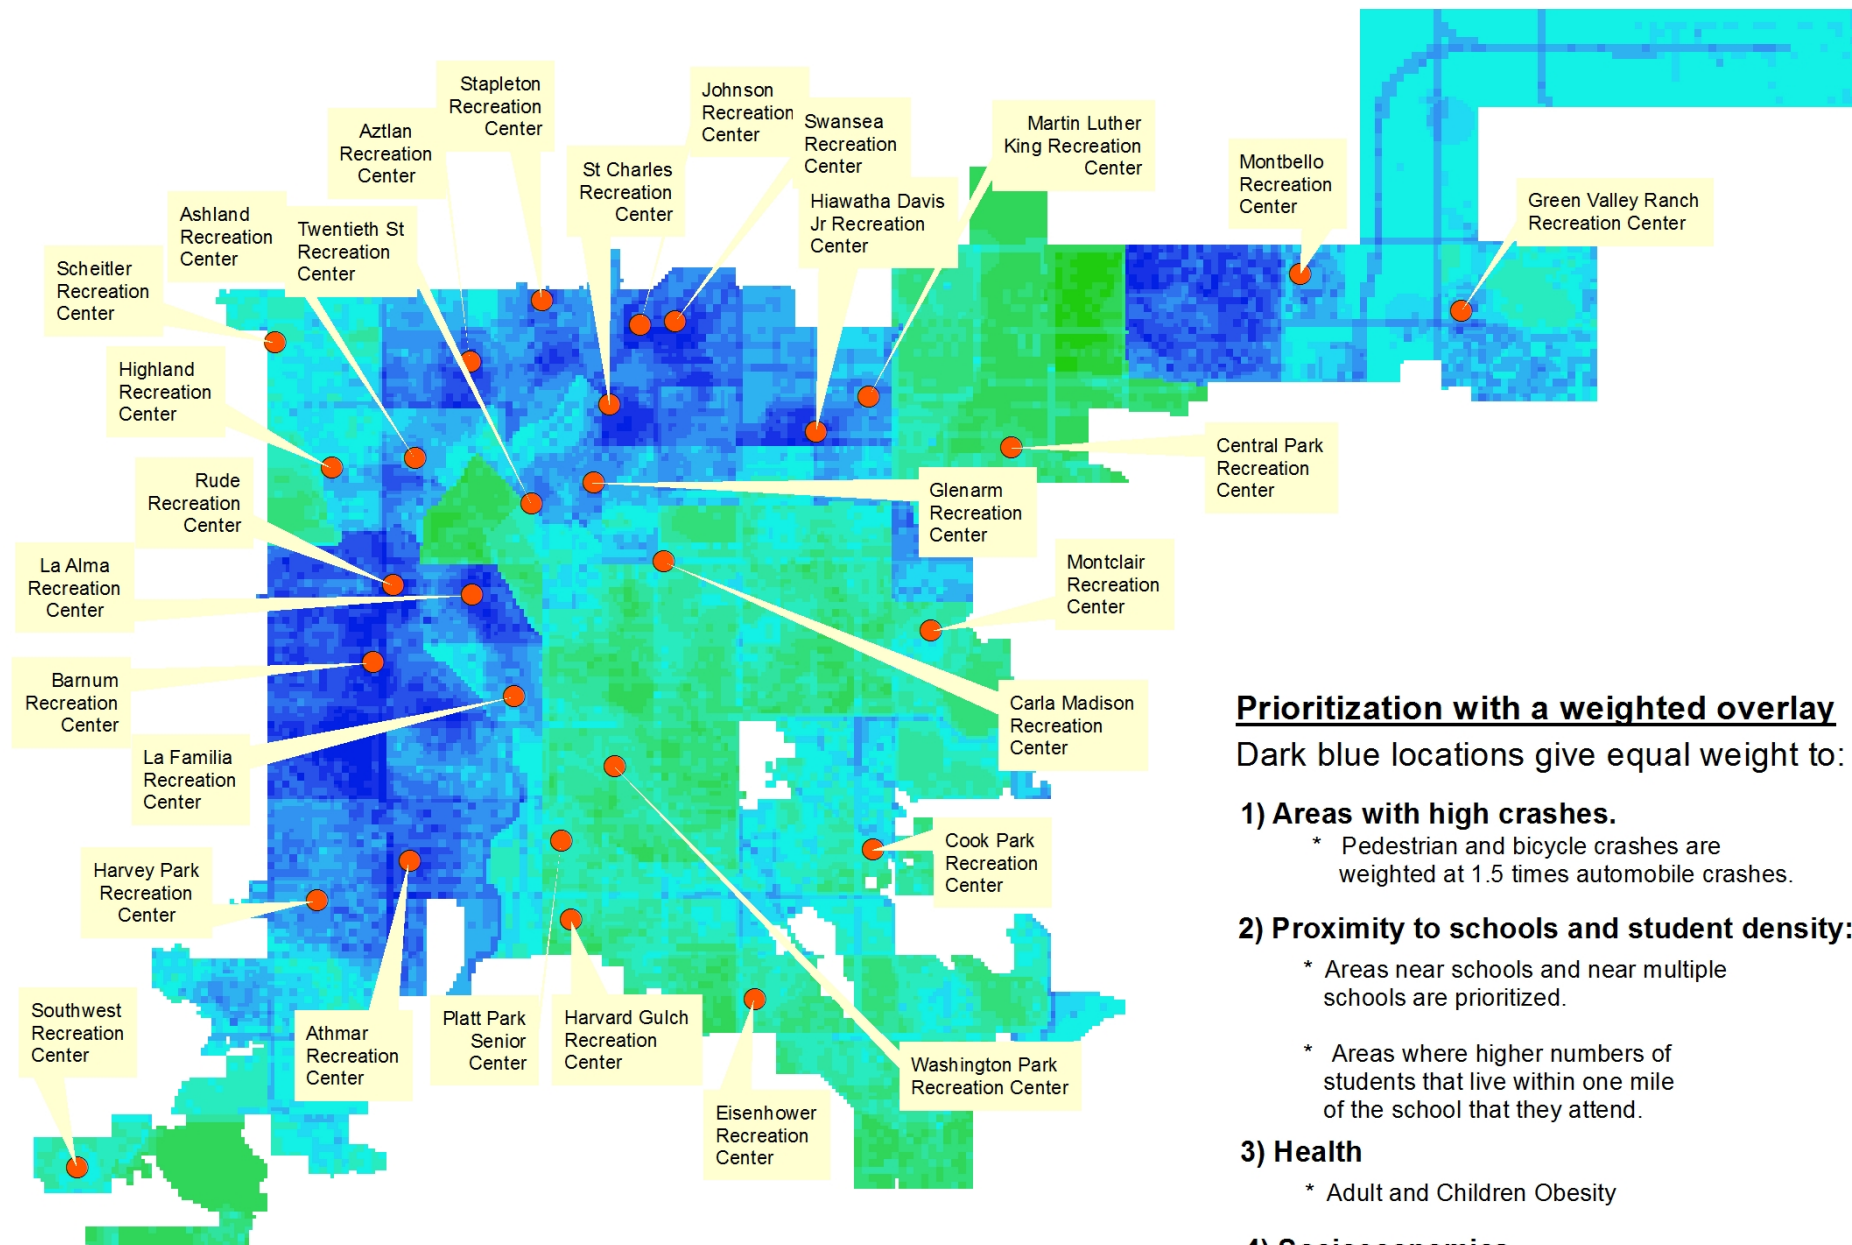 Stapleton
Recreation
Center
Johnson
Recreation
Center
Swansea
Recreation
Center
Martin Luther
King Recreation
Center
Aztlan
Recreation
Center
St Charles
Recreation
Center
Montbello
Recreation
Center
Hiawatha Davis
Jr Recreation
Center
Green Valley Ranch
Recreation Center
Ashland
Recreation
Center
Twentieth St
Recreation
Center
Scheitler
Recreation
Center
Highland
Recreation
Center
Central Park
Recreation
Center
Rude
Recreation
Center
Glenarm
Recreation
Center
La Alma
Recreation
Center
Montclair
Recreation
Center
Barnum
Recreation
Center
Carla Madison
Recreation
Center
La Familia
Recreation
Center
Harvey Park
Recreation
Center
Cook Park
Recreation
Center
Southwest
Recreation
Center
Athmar
Recreation
Center
Platt Park
Senior
Center
Harvard Gulch
Recreation
Center
Washington Park
Recreation Center
Eisenhower
Recreation
Center
Prioritization with a weighted overlay
Dark blue locations give equal weight to:
1) Areas with high crashes.
* Pedestrian and bicycle crashes are
weighted at 1.5 times automobile crashes.
2) Proximity to schools and student density:
* Areas near schools and near multiple
schools are prioritized.
* Areas where higher numbers of
students that live within one mile
of the school that they attend.
3) Health
* Adult and Children Obesity
4) Socioeconomics